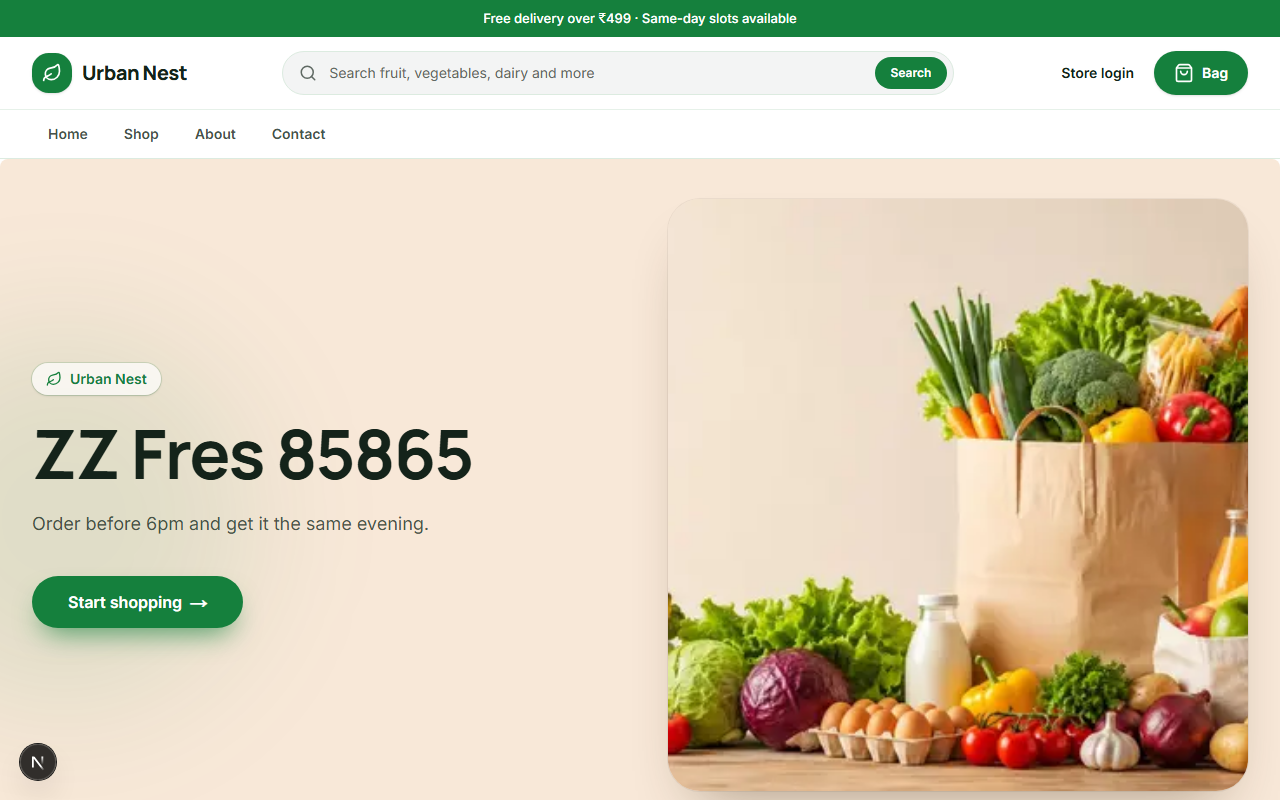 Free delivery over ₹499 · Same-day slots available
Urban Nest
Search fruit, vegetables, dairy and more
Search
Store login
Bag
Home
Shop
About
Contact
Urban Nest
ZZ Fres 85865
Order before 6pm and get it the same evening.
Start shopping →
N